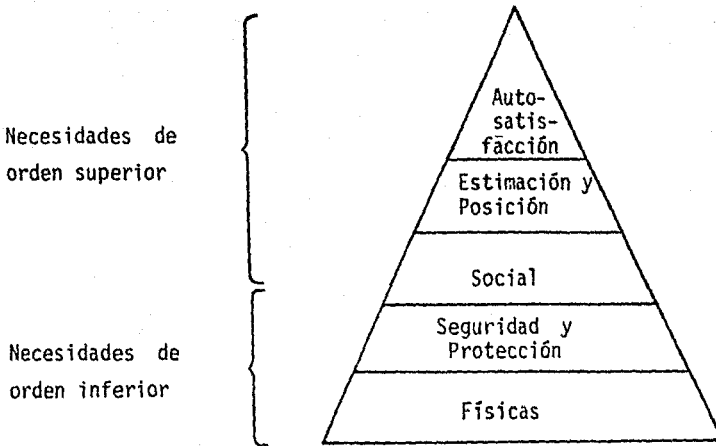 Necesidades de
orden superior
Auto-
satis-
facción
Estimación y
Posición
Social
Necesidades de
orden inferior
Seguridad y
Protección
Físicas